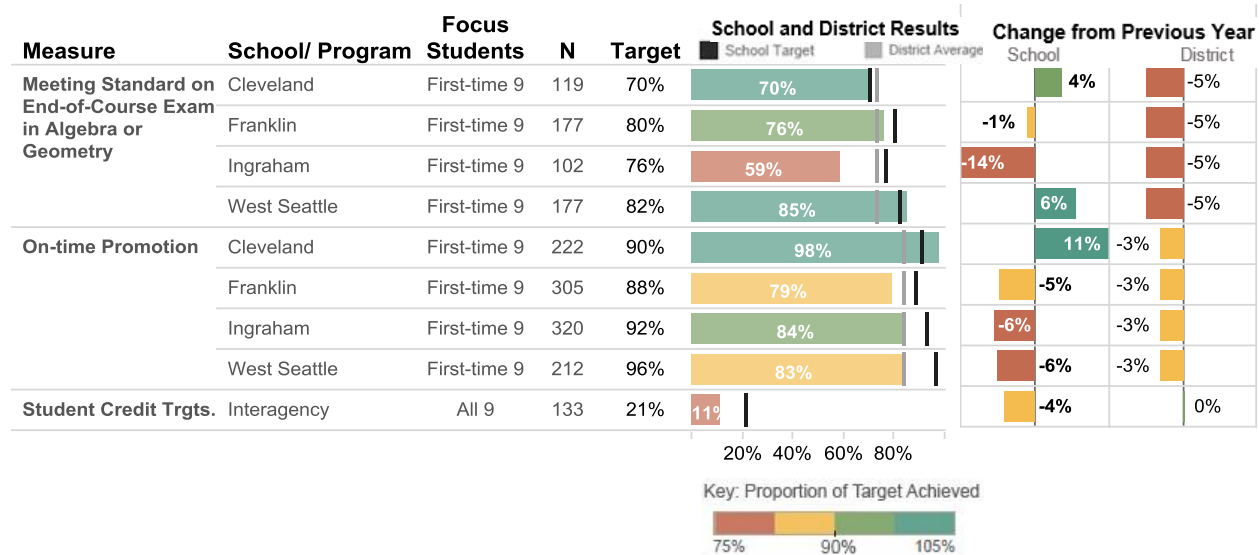 School and District Results
Change from Previous Year
Measure School/ Program Focus Students N Target
School Target District Average School District
Meeting Standard on
End-of-Course Exam
in Algebra or
Geometry
Cleveland First-time 9 119 70% 70% 4% -5%
Franklin First-time 9 177 80% 76% -1% -5%
Ingraham First-time 9 102 76% 59% -14% -5%
West Seattle First-time 9 177 82% 85% 6% -5%
On-time Promotion Cleveland First-time 9 222 90% 98% 11% -3%
Franklin First-time 9 305 88% 79% -5% -3%
Ingraham First-time 9 320 92% 84% -6% -3%
West Seattle First-time 9 212 96% 83% -6% -3%
Student Credit Trgts. Interagency All 9 133 21% 11% -4% 0%
20% 40% 60% 80%
Key: Proportion of Target Achieved
75% 90% 105%